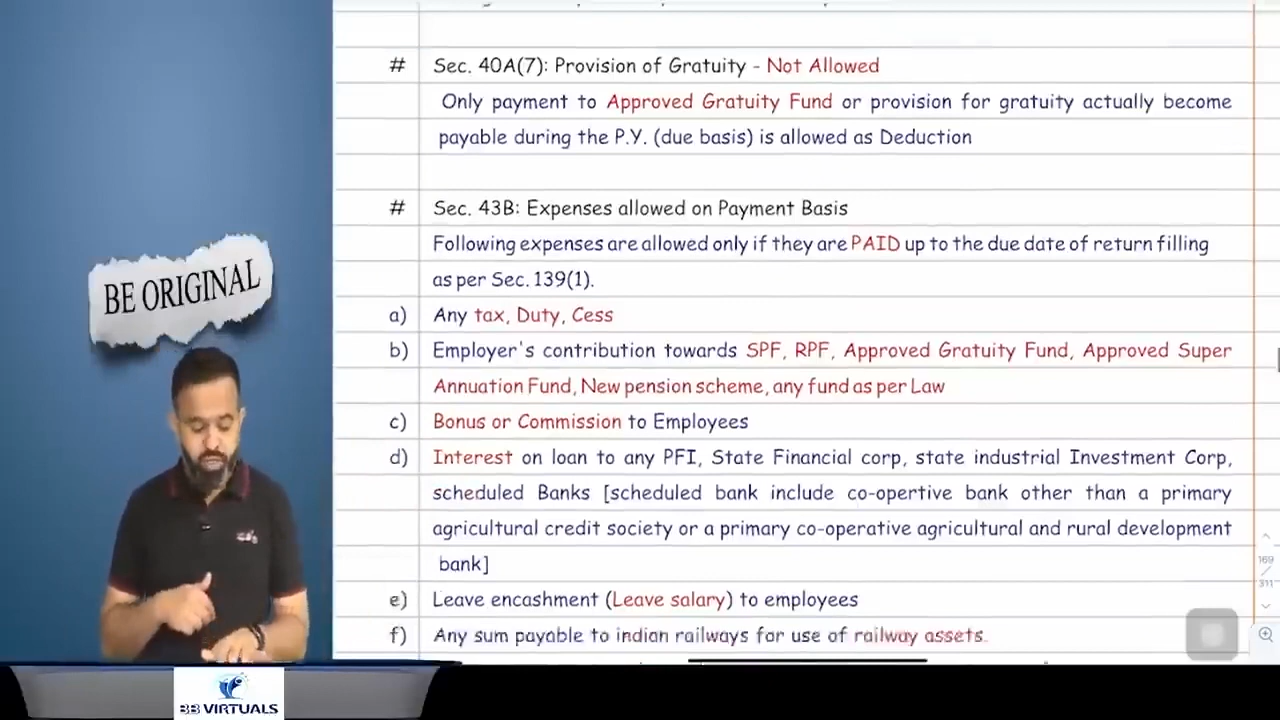 # Sec. 40A(7): Provision of Gratuity - Not Allowed
Only payment to Approved Gratuity Fund or provision for gratuity actually become
payable during the P.Y. (due basis) is allowed as Deduction
# Sec. 43B: Expenses allowed on Payment Basis
Following expenses are allowed only if they are PAID up to the due date of return filling
as per Sec. 139(1).
a) Any tax, Duty, Cess
b) Employer's contribution towards SPF, RPF, Approved Gratuity Fund, Approved Super
Annuation Fund, New pension scheme, any fund as per Law
c) Bonus or Commission to Employees
d) Interest on loan to any PFI, State Financial corp, state industrial Investment Corp,
scheduled Banks [scheduled bank include co-opertive bank other than a primary
agricultural credit society or a primary co-operative agricultural and rural development
bank]
e) Leave encashment (Leave salary) to employees
f) Any sum payable to indian railways for use of railway assets.
BE ORIGINAL
BB VIRTUALS
169
/
311